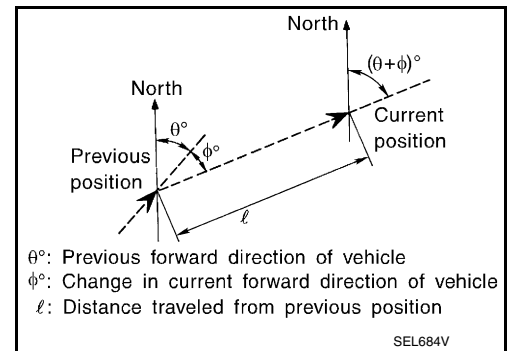 North
(θ+ϕ)°
North
θ°
ϕ°
Current
position
Previous
position
ℓ
θ°: Previous forward direction of vehicle
ϕ°: Change in current forward direction of vehicle
ℓ: Distance traveled from previous position
SEL684V